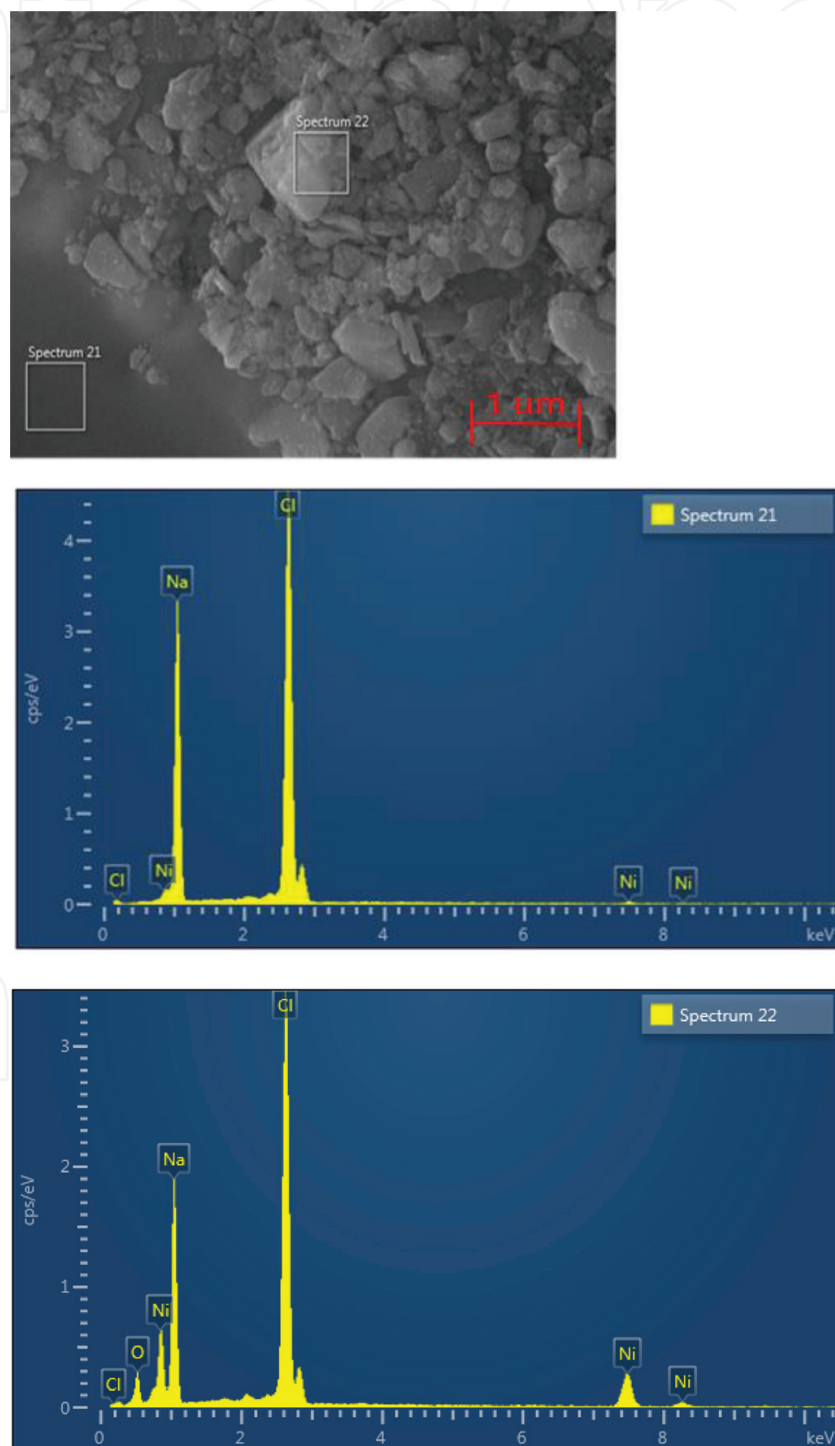 Spectrum 22
Spectrum 21
1 um
Cl
Spectrum 21
4
Na
3
cps/eV
2
1
Cl Ni Ni Ni
0
0 2 4 6 8 keV
Cl
Spectrum 22
3
Na
2
cps/eV
1
Ni
O
Ni
Cl Ni
0
0 2 4 6 8 keV